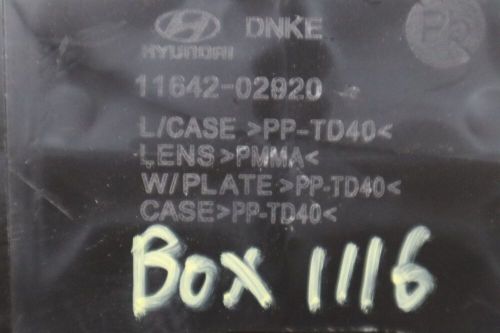 DNKE
HYUNDAI
11642-02920
L/CASE >PP-TD40<
LENS>PMMA<
W/PLATE >PP-TD40<
CASE>PP-TD40<
Box 1116